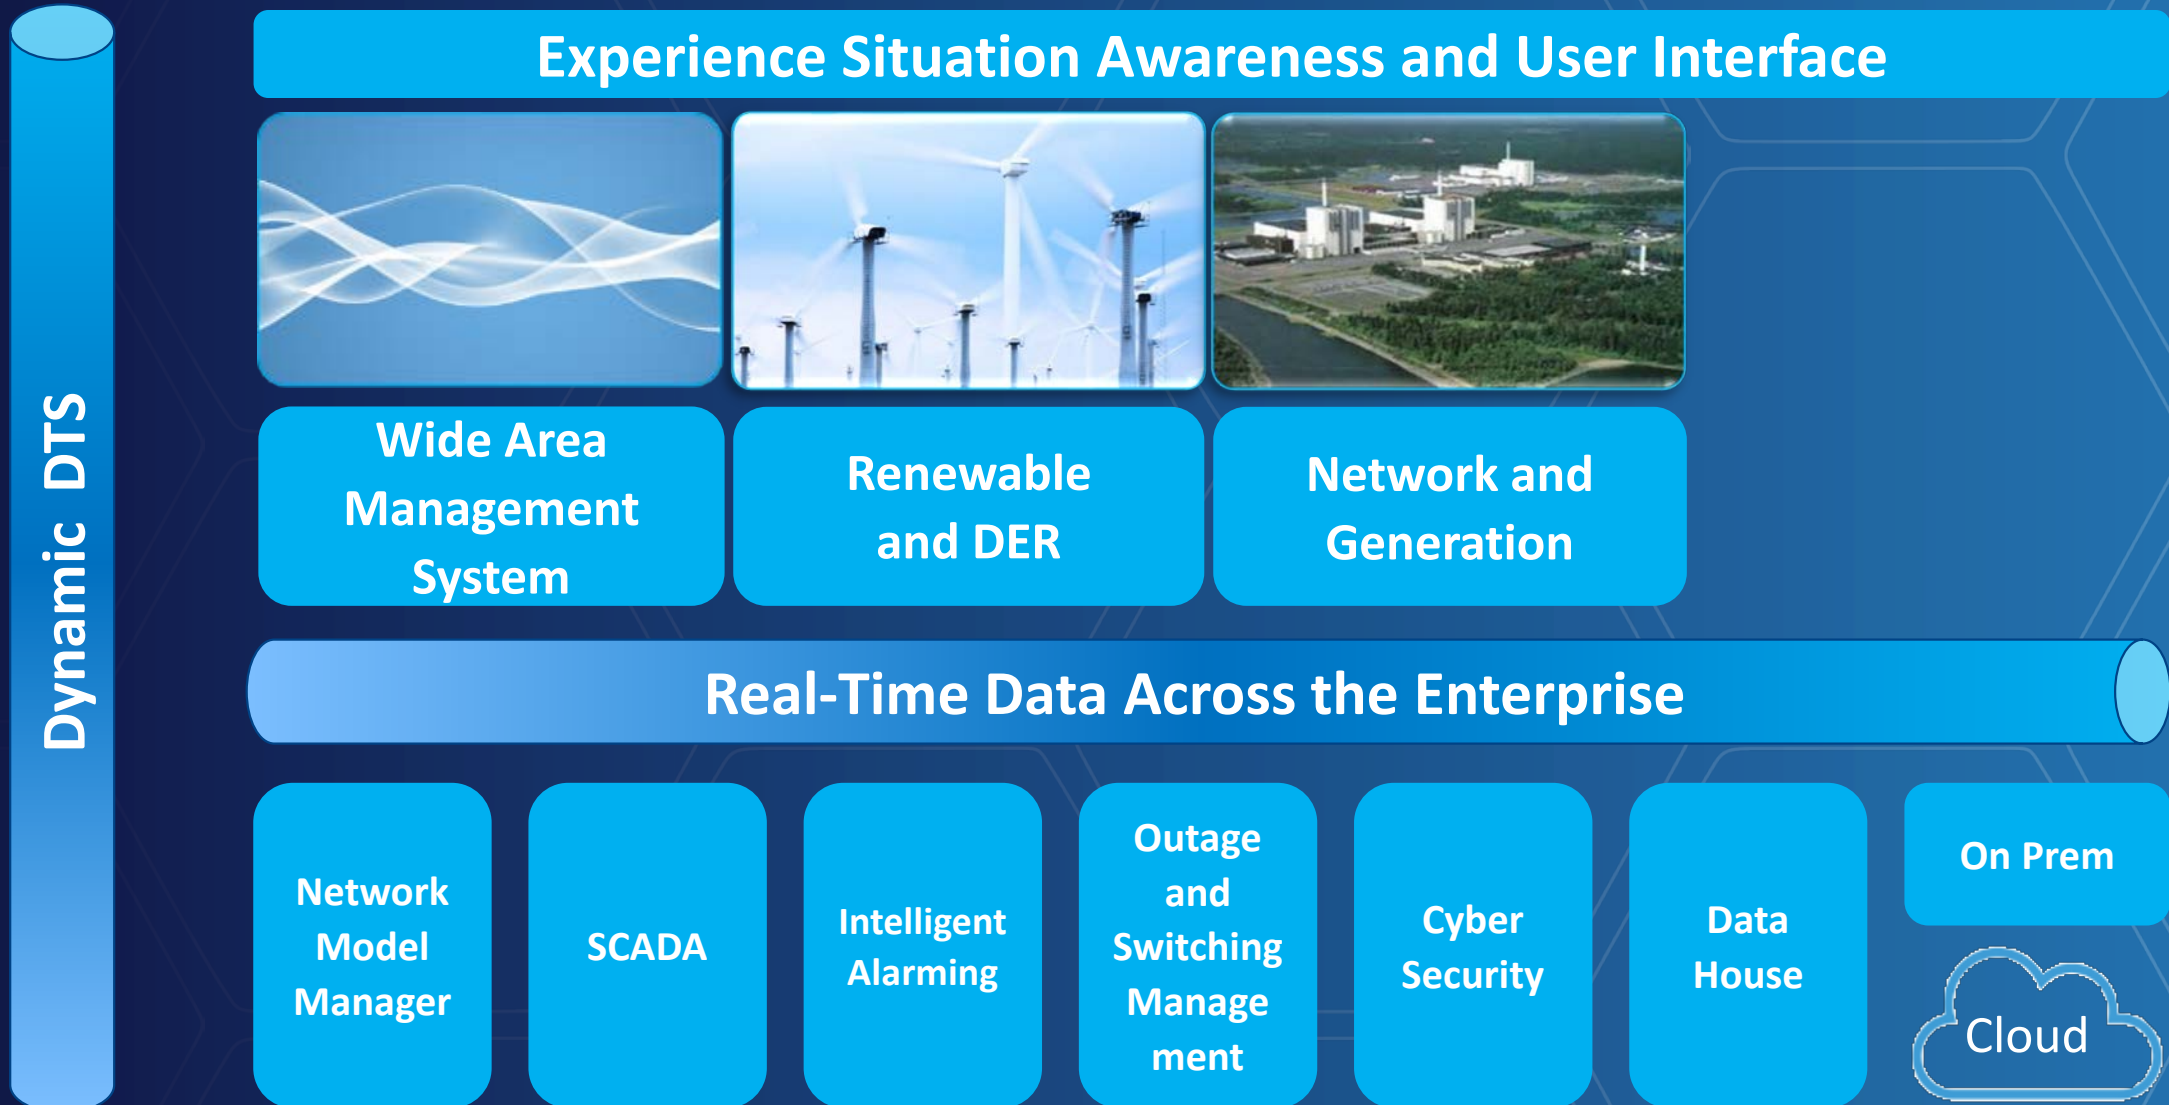 Experience Situation Awareness and User Interface
Dynamic DTS
Wide Area
Management
System
Renewable
and DER
Network and
Generation
Real-Time Data Across the Enterprise
Network
Model
Manager
SCADA
Intelligent
Alarming
Outage
and
Switching
Manage
ment
Cyber
Security
Data
House
On Prem
Cloud